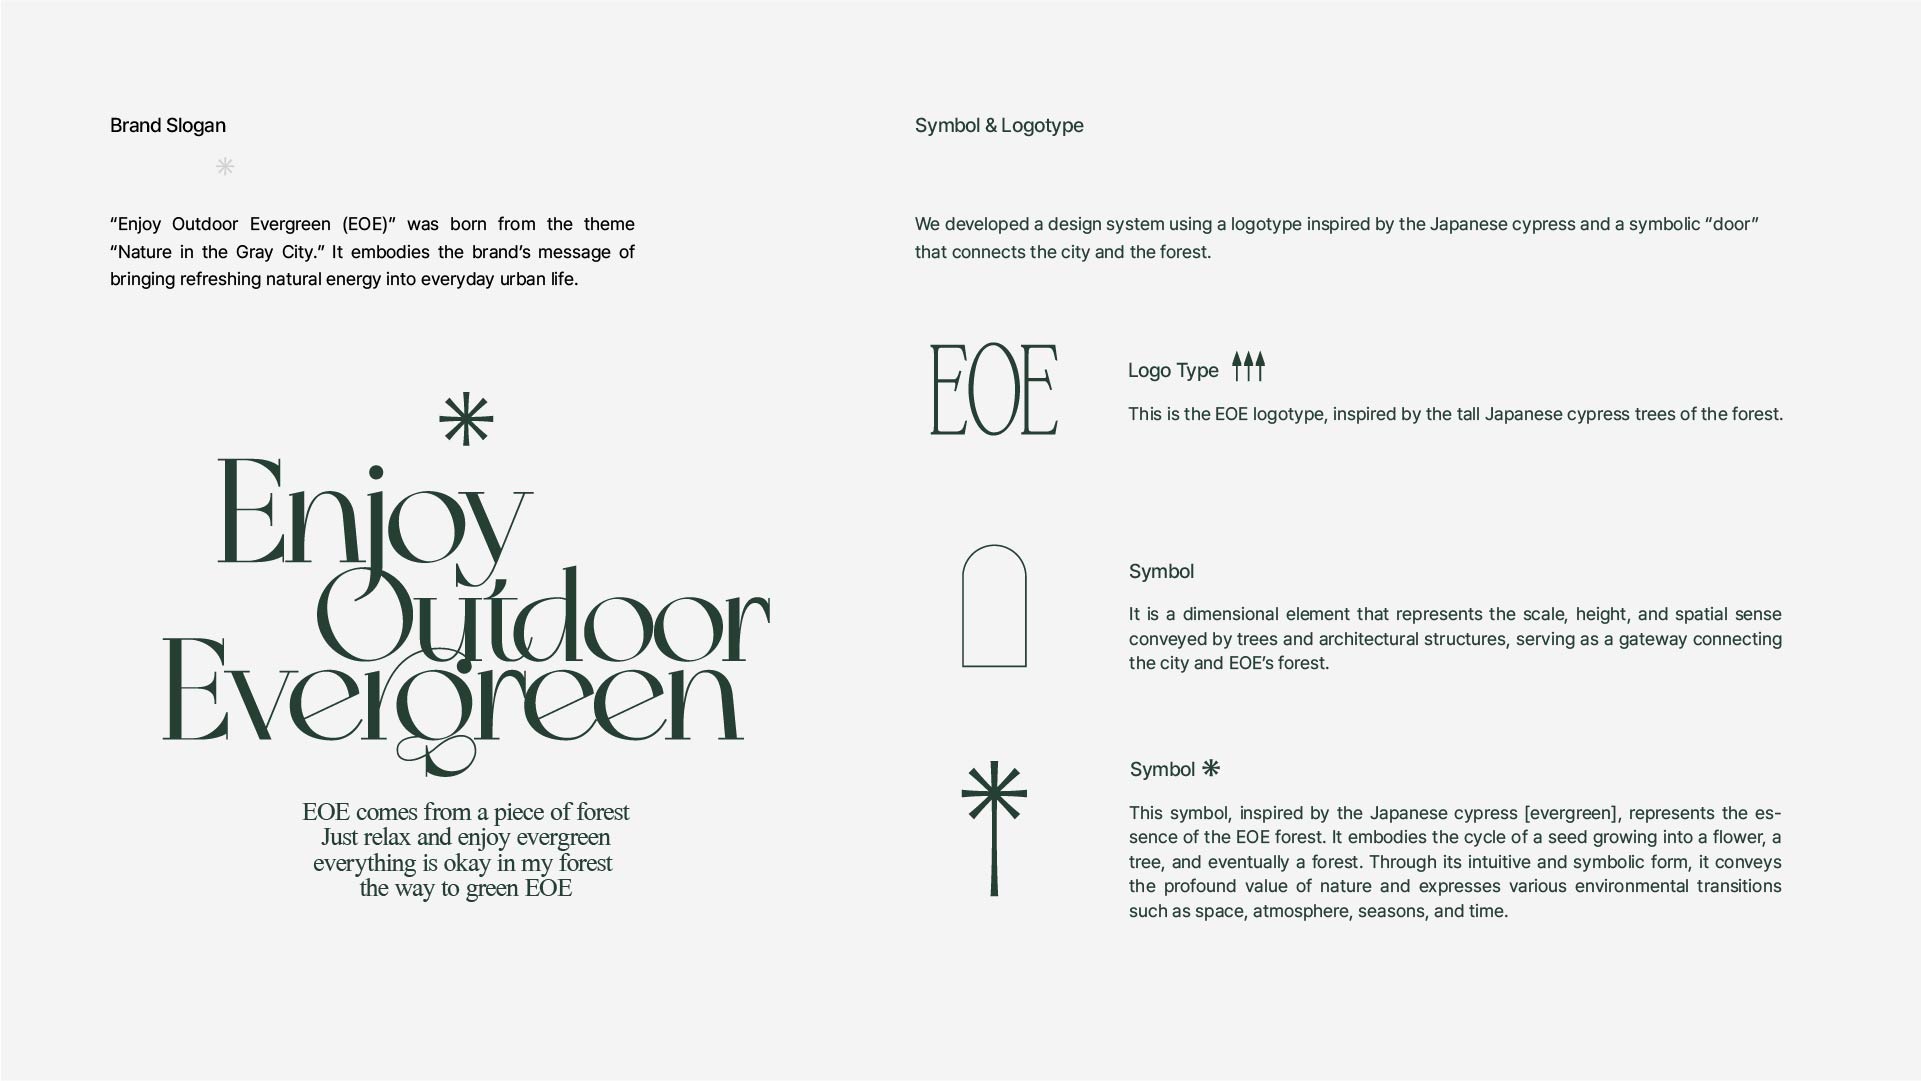 Brand Slogan
“Enjoy Outdoor Evergreen (EOE)” was born from the theme
“Nature in the Gray City.” It embodies the brand’s message of
bringing refreshing natural energy into everyday urban life.
Enjoy
Outdoor
Evergreen
EOE comes from a piece of forest
Just relax and enjoy evergreen
everything is okay in my forest
the way to green EOE
Symbol & Logotype
We developed a design system using a logotype inspired by the Japanese cypress and a symbolic “door”
that connects the city and the forest.
EOE
Logo Type
This is the EOE logotype, inspired by the tall Japanese cypress trees of the forest.
Symbol
It is a dimensional element that represents the scale, height, and spatial sense
conveyed by trees and architectural structures, serving as a gateway connecting
the city and EOE’s forest.
Symbol
This symbol, inspired by the Japanese cypress [evergreen], represents the es-
sence of the EOE forest. It embodies the cycle of a seed growing into a flower, a
tree, and eventually a forest. Through its intuitive and symbolic form, it conveys
the profound value of nature and expresses various environmental transitions
such as space, atmosphere, seasons, and time.